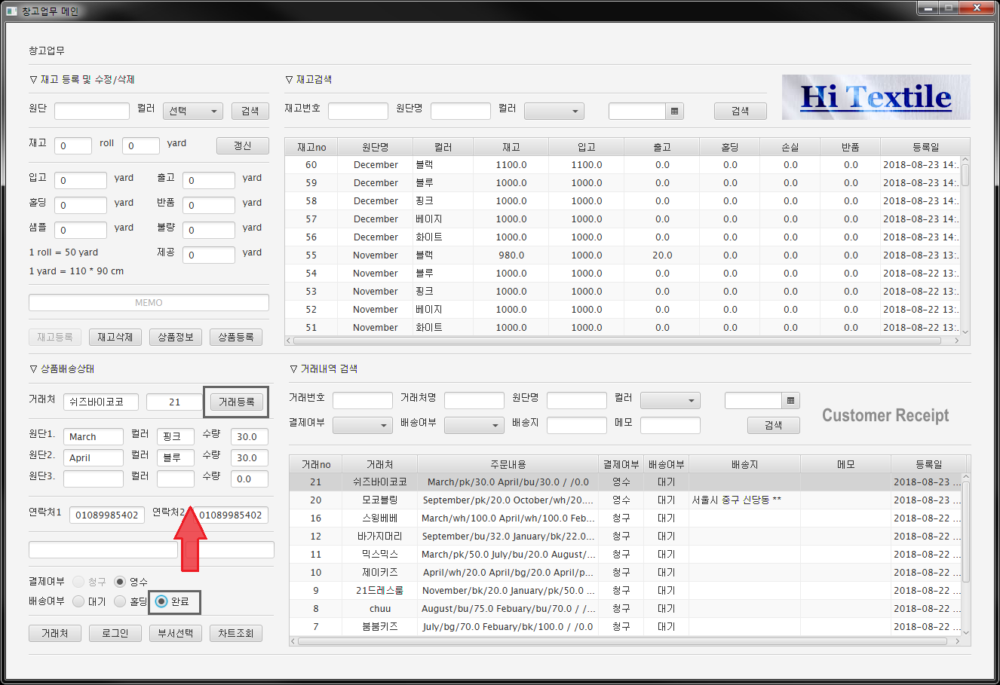 창고업무 메인
창고업무
▽ 재고 등록 및 수정/삭제
원단 컬러 선택 검색
재고 0 roll 0 yard 갱신
입고 0 yard 출고 0 yard
홀딩 0 yard 반품 0 yard
샘플 0 yard 불량 0 yard
1 roll = 50 yard 제공 0 yard
1 yard = 110 * 90 cm
MEMO
재고등록 재고삭제 상품정보 상품등록
▽ 재고검색
Hi Textile
재고번호 원단명 컬러 검색
재고no 원단명 컬러 재고 입고 출고 홀딩 손실 반품 등록일
60 December 블랙 1100.0 1100.0 0.0 0.0 0.0 0.0 2018-08-23 14:.
59 December 블루 1000.0 1000.0 0.0 0.0 0.0 0.0 2018-08-23 14:.
58 December 핑크 1000.0 1000.0 0.0 0.0 0.0 0.0 2018-08-23 14:.
57 December 베이지 1000.0 1000.0 0.0 0.0 0.0 0.0 2018-08-23 14:.
56 December 화이트 1000.0 1000.0 0.0 0.0 0.0 0.0 2018-08-23 14:.
55 November 블랙 980.0 1000.0 20.0 0.0 0.0 0.0 2018-08-23 13:.
54 November 블루 1000.0 1000.0 0.0 0.0 0.0 0.0 2018-08-22 13:.
53 November 핑크 1000.0 1000.0 0.0 0.0 0.0 0.0 2018-08-22 13:.
52 November 베이지 1000.0 1000.0 0.0 0.0 0.0 0.0 2018-08-22 13:.
51 November 화이트 1000.0 1000.0 0.0 0.0 0.0 0.0 2018-08-22 13:.
▽ 상품배송상태
거래처 쉬즈바이코코 21 거래등록
원단1. March 컬러 핑크 수량 30.0
원단2. April 컬러 블루 수량 30.0
원단3. 컬러 수량 0.0
연락처1 01089985402 연락처2 01089985402
결제여부 청구 영수
배송여부 대기 홀딩 완료
거래처 로그인 부서선택 차트조회
▽ 거래내역 검색
거래번호 거래처명 원단명 컬러
결제여부 배송여부 배송지 메모 검색
Customer Receipt
거래no 거래처 주문내용 결제여부 배송여부 배송지 메모 등록일
21 쉬즈바이코코 March/pk/30.0 April/bu/30.0 / /0.0 영수 대기 2018-08-23 ...
20 모코블링 September/pk/20.0 October/wh/20.... 영수 대기 서울시 중구 신당동 ** 2018-08-23 ...
16 스윙베베 March/wh/100.0 April/wh/100.0 Feb... 청구 대기 2018-08-22 ...
12 바가지머리 September/bu/32.0 January/bk/22.0... 청구 대기 2018-08-22 ...
11 믹스믹스 March/pk/50.0 July/bu/20.0 August/... 청구 대기 2018-08-22 ...
10 제이키즈 April/wh/20.0 April/bg/20.0 April/p... 청구 대기 2018-08-22 ...
9 21드레스룸 November/bk/20.0 January/pk/50.0 ... 청구 대기 2018-08-22 ...
8 chuu August/bu/75.0 Febuary/bu/70.0 / /... 청구 대기 2018-08-22 ...
7 붐붐키즈 July/bg/70.0 Febuary/bk/100.0 / /0.0 청구 대기 2018-08-22 ...